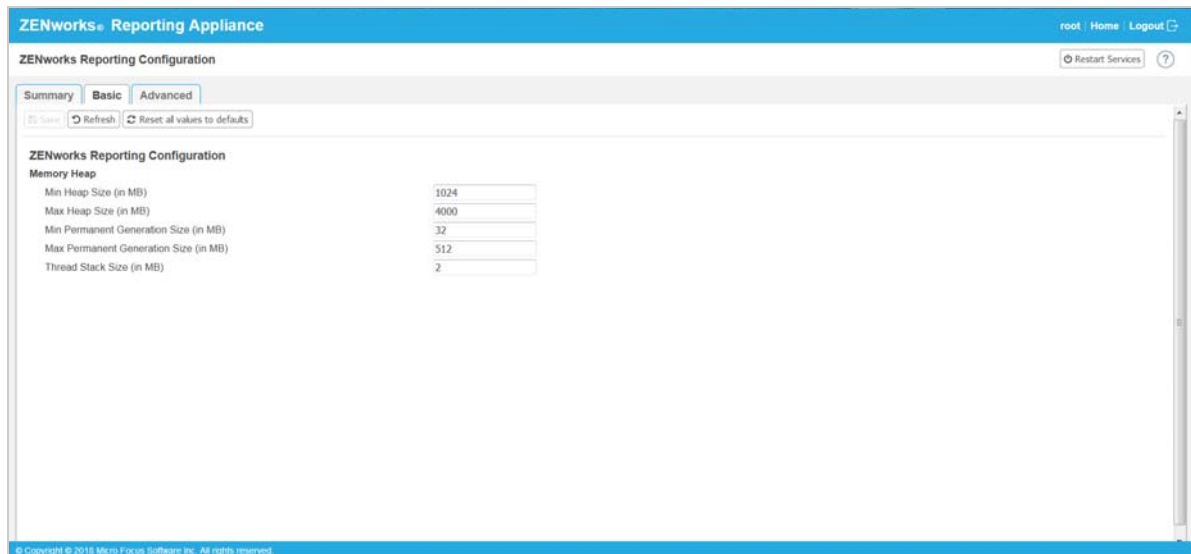 ZENworks® Reporting Appliance
root | Home | Logout
ZENworks Reporting Configuration
Restart Services ?
Summary Basic Advanced
Save Refresh Reset all values to defaults
ZENworks Reporting Configuration
Memory Heap
Min Heap Size (in MB) 1024
Max Heap Size (in MB) 4000
Min Permanent Generation Size (in MB) 32
Max Permanent Generation Size (in MB) 512
Thread Stack Size (in MB) 2
© Copyright © 2018 Micro Focus Software Inc. All rights reserved.